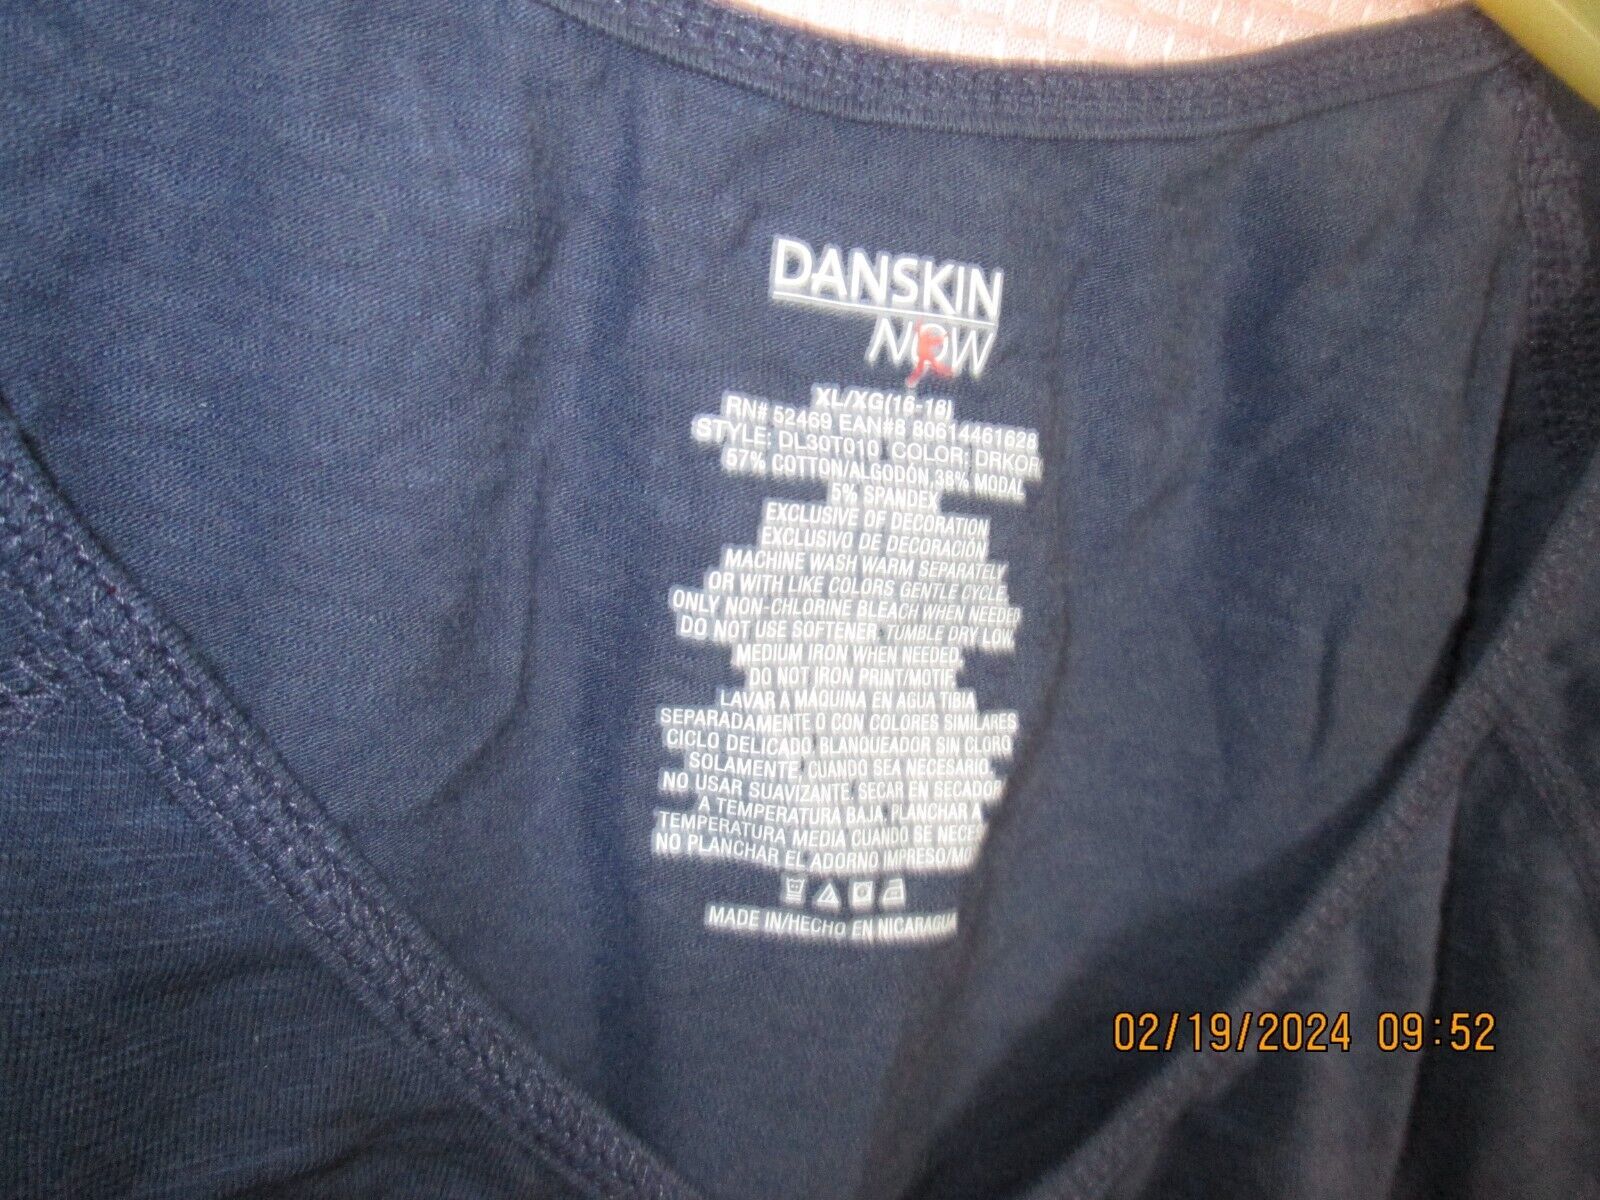 DANSKIN
NOW
XL/XG(16-18)
RN# 52469 EAN#8 80614461628
STYLE: DL30T010 COLOR: DRKOR
57% COTTON/ALGODÓN,38% MODAL
5% SPANDEX
EXCLUSIVE OF DECORATION
EXCLUSIVO DE DECORACIÓN
MACHINE WASH WARM SEPARATELY
OR WITH LIKE COLORS GENTLE CYCLE.
ONLY NON-CHLORINE BLEACH WHEN NEEDED
DO NOT USE SOFTENER. TUMBLE DRY LOW.
MEDIUM IRON WHEN NEEDED.
DO NOT IRON PRINT/MOTIF.
LAVAR A MÁQUINA EN AGUA TIBIA
SEPARADAMENTE O CON COLORES SIMILARES
CICLO DELICADO. BLANQUEADOR SIN CLORO
SOLAMENTE, CUANDO SEA NECESARIO.
NO USAR SUAVIZANTE. SECAR EN SECADOR
A TEMPERATURA BAJA. PLANCHAR A
TEMPERATURA MEDIA CUANDO SE NECES
NO PLANCHAR EL ADORNO IMPRESO/MO
MADE IN/HECHO EN NICARAGUA
02/19/2024 09:52